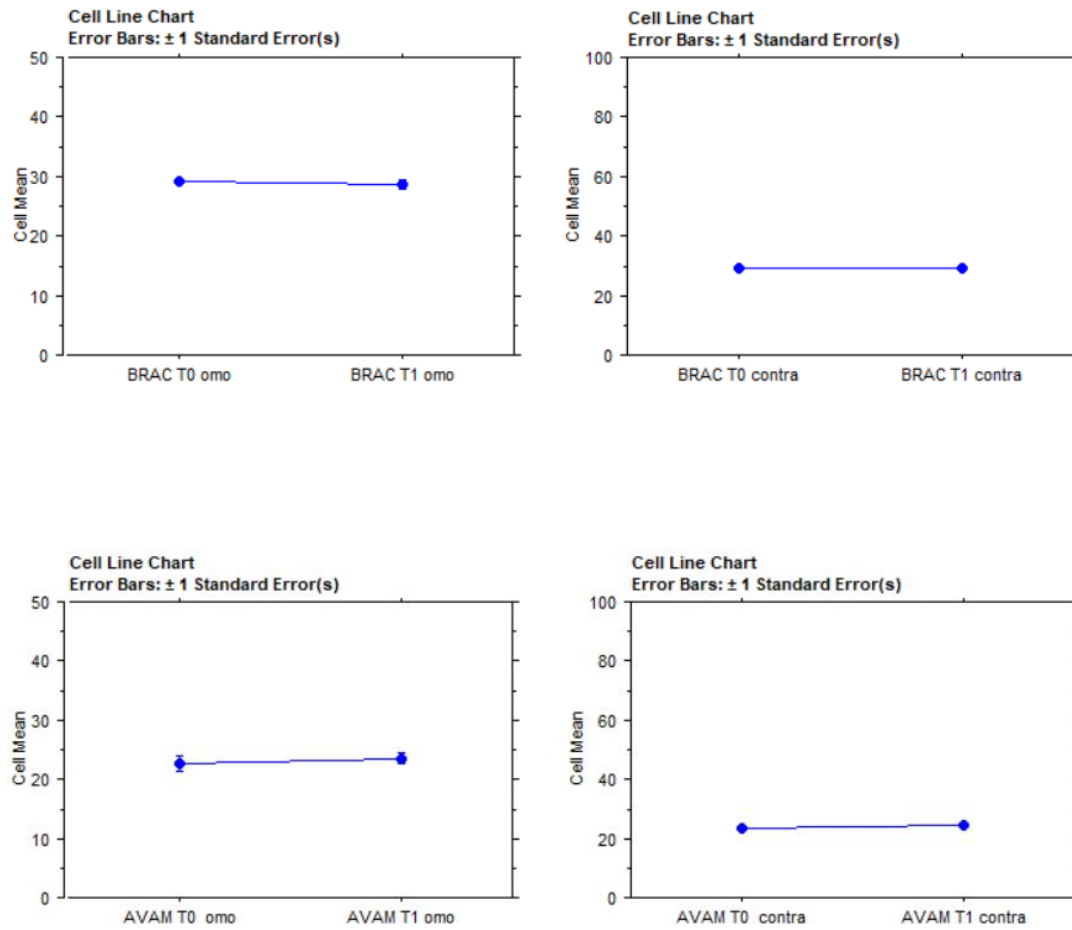 Cell Line Chart
Error Bars: ± 1 Standard Error(s)
50
40
30
20
10
0
Cell Mean
BRAC T0 omo
BRAC T1 omo
Cell Line Chart
Error Bars: ± 1 Standard Error(s)
100
80
60
40
20
0
Cell Mean
BRAC T0 contra
BRAC T1 contra
Cell Line Chart
Error Bars: ± 1 Standard Error(s)
50
40
30
20
10
0
Cell Mean
AVAM T0 omo
AVAM T1 omo
Cell Line Chart
Error Bars: ± 1 Standard Error(s)
100
80
60
40
20
0
Cell Mean
AVAM T0 contra
AVAM T1 contra